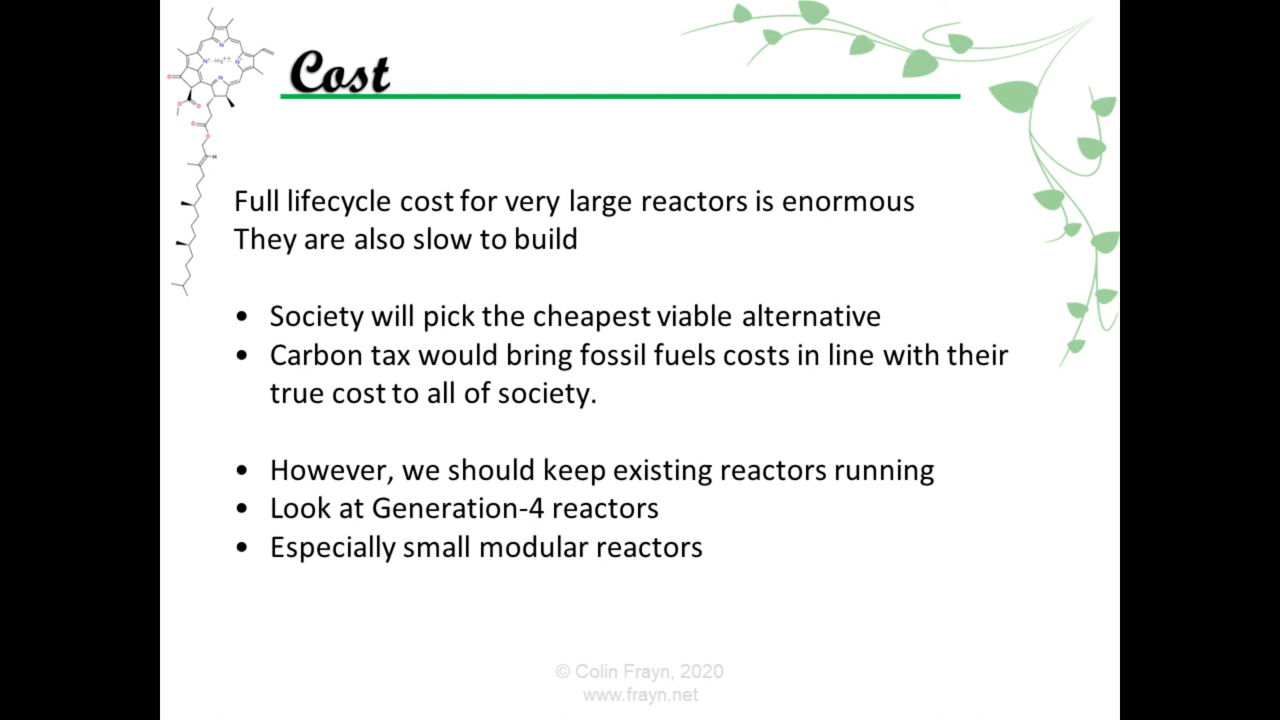 Cost
Full lifecycle cost for very large reactors is enormous
They are also slow to build
• Society will pick the cheapest viable alternative
• Carbon tax would bring fossil fuels costs in line with their
true cost to all of society.
• However, we should keep existing reactors running
• Look at Generation-4 reactors
• Especially small modular reactors
© Colin Frayn, 2020
www.frayn.net